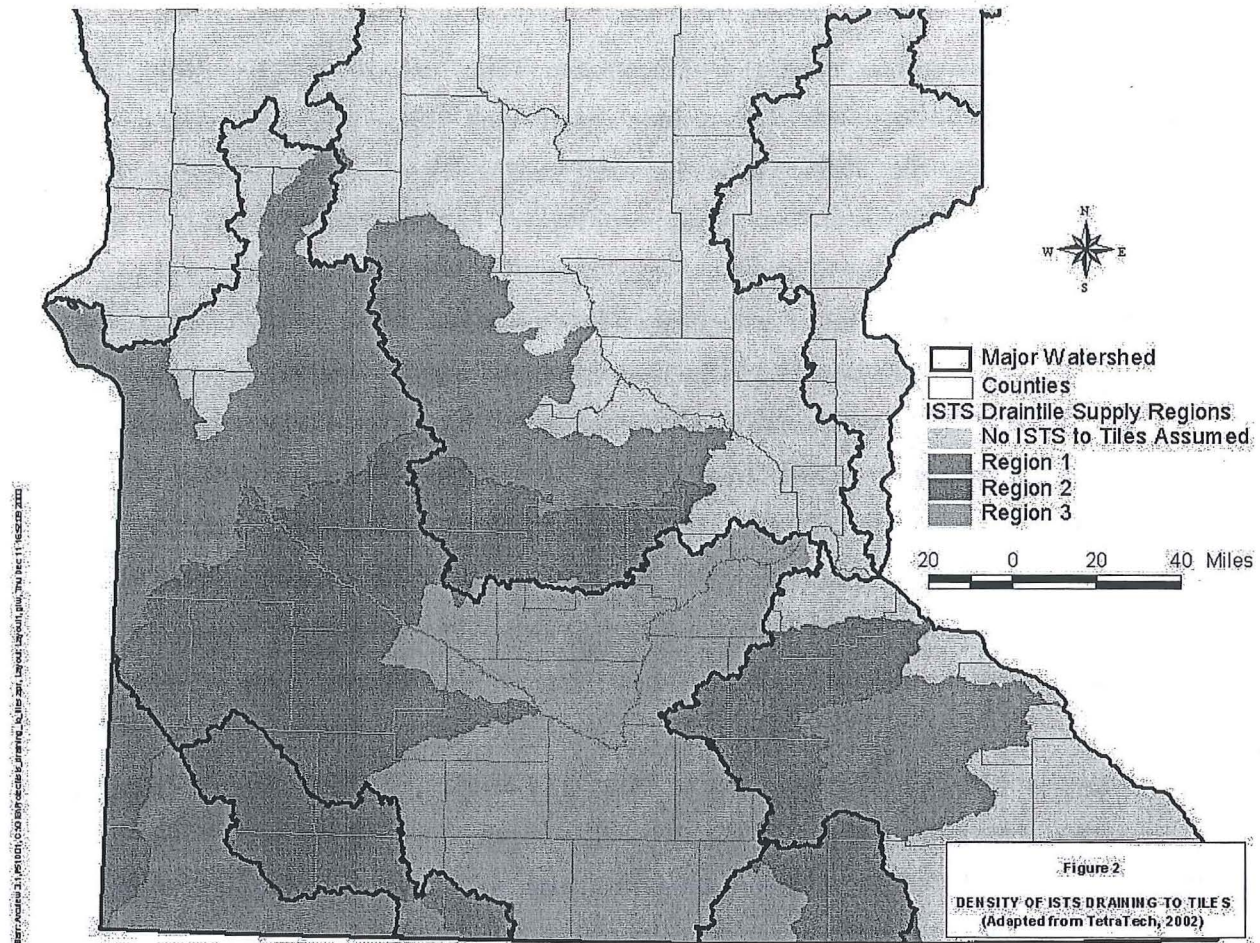 N
W E
S
Major Watershed
Counties
ISTS Draintile Supply Regions
No ISTS to Tiles Assumed
Region 1
Region 2
Region 3
20 0 20 40 Miles
Figure 2
DENSITY OF ISTS DRAINING TO TILES
(Adapted from TetraTech, 2002)